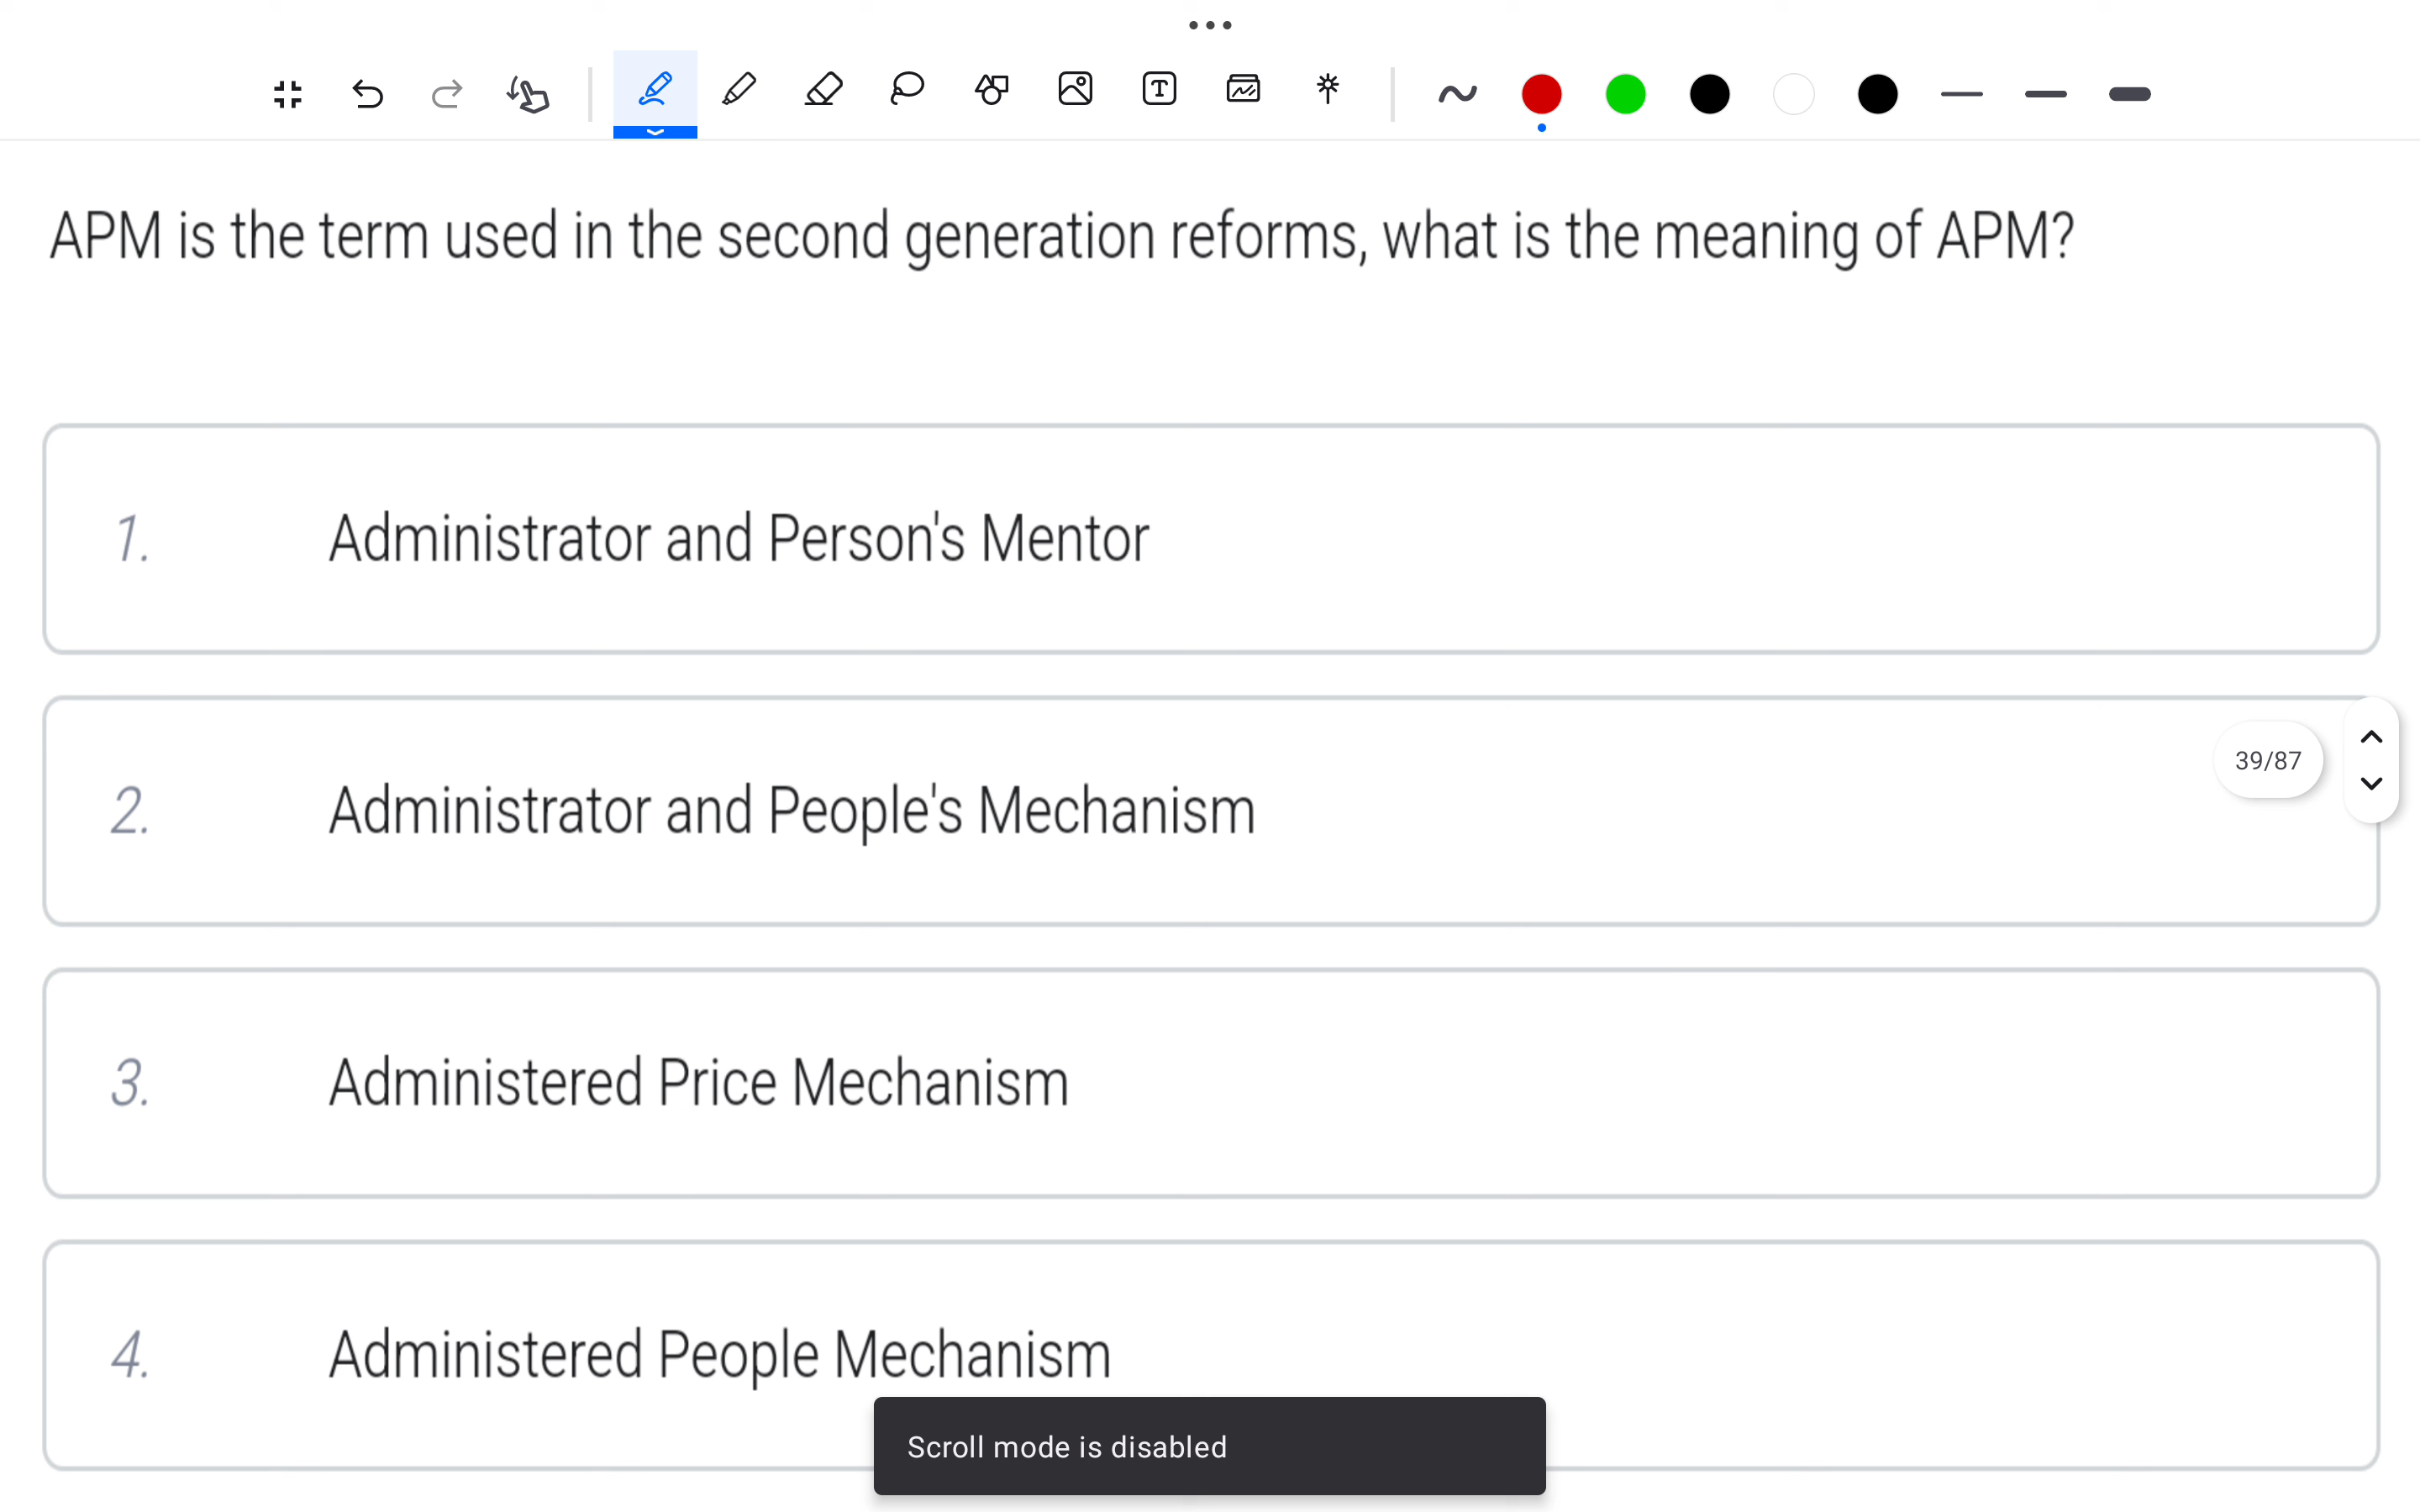 APM is the term used in the second generation reforms, what is the meaning of APM?
1. Administrator and Person's Mentor
2. Administrator and People's Mechanism
39/87
3. Administered Price Mechanism
4. Administered People Mechanism
Scroll mode is disabled